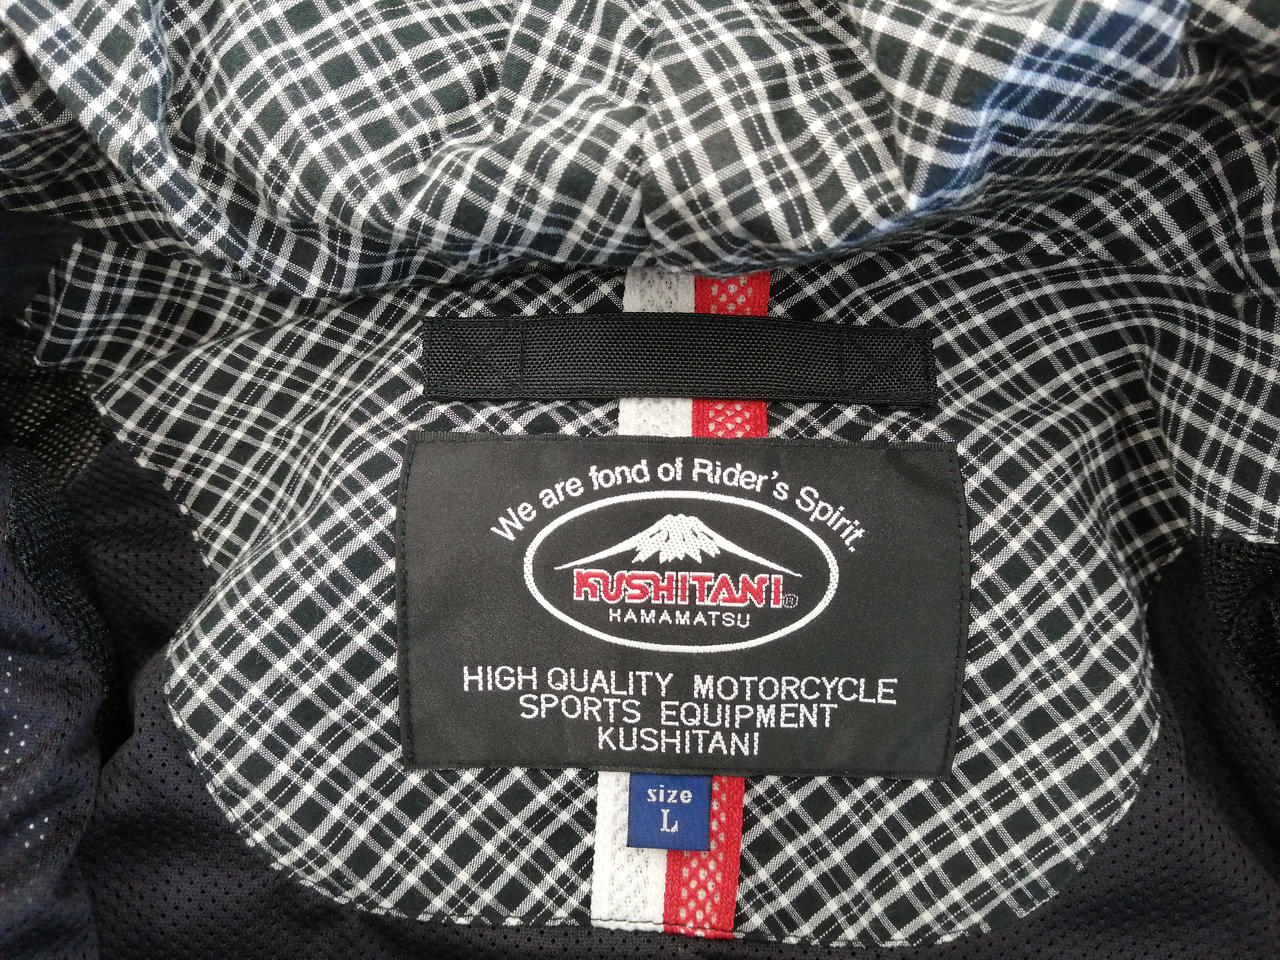 We are fond of Rider's Spirit.
KUSHITANI®
HAMAMATSU
HIGH QUALITY MOTORCYCLE
SPORTS EQUIPMENT
KUSHITANI
size
L